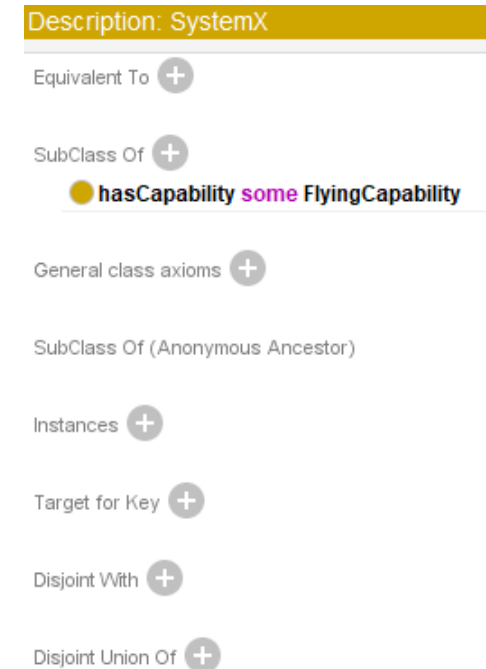 Description: SystemX
Equivalent To
SubClass Of
hasCapability some FlyingCapability
General class axioms
SubClass Of (Anonymous Ancestor)
Instances
Target for Key
Disjoint With
Disjoint Union Of